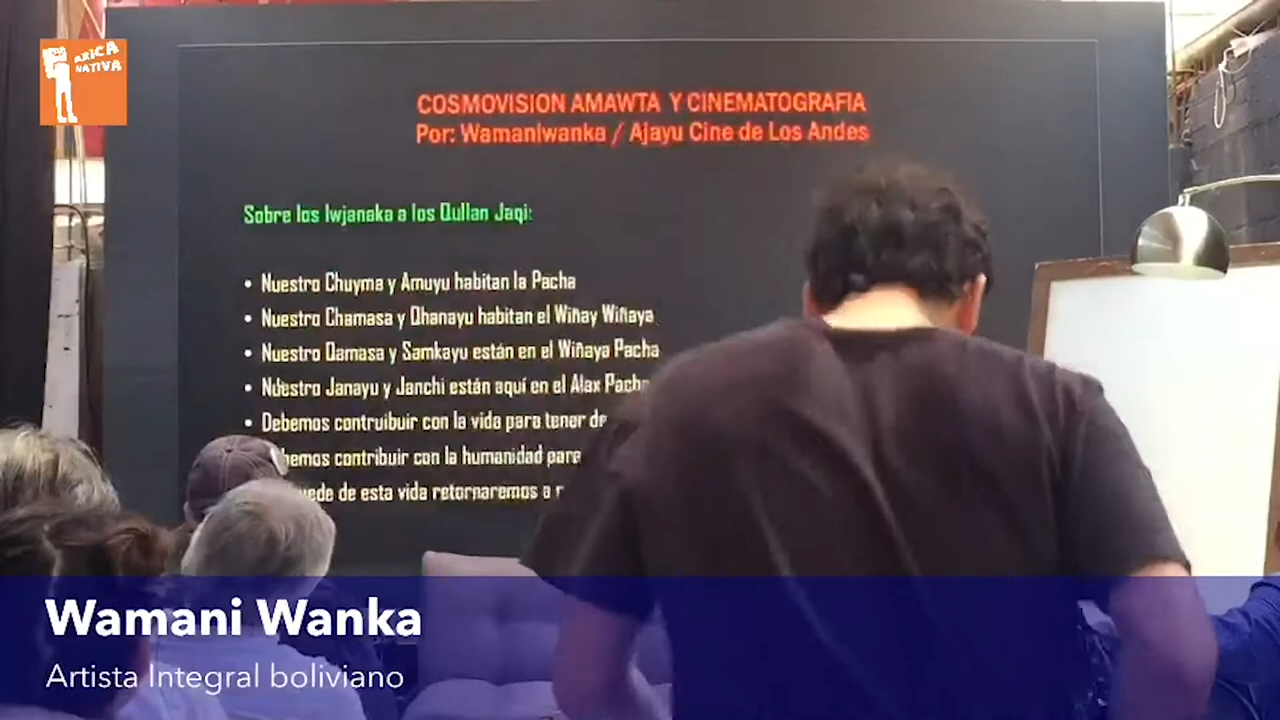 ARICA
NATIVA
COSMOVISION AMAWTA Y CINEMATOGRAFIA
Por: Wamaniwanka / Ajayu Cine de Los Andes
Sobre los Iwjanaka a los Qullan Jaqi:
• Nuestro Chuyma y Amuyu habitan la Pacha
• Nuestro Chamasa y Qhanayu habitan el Wiñay Wiñaya
• Nuestro Qamasa y Samkayu están en el Wiñaya Pacha
• Nuestro Janayu y Janchi están aquí en el Alax Pacha
• Debemos contruibuir con la vida para tener
contribuir con la humanidad para
de esta vida retornaremos a
Wamani Wanka
Artista Integral boliviano